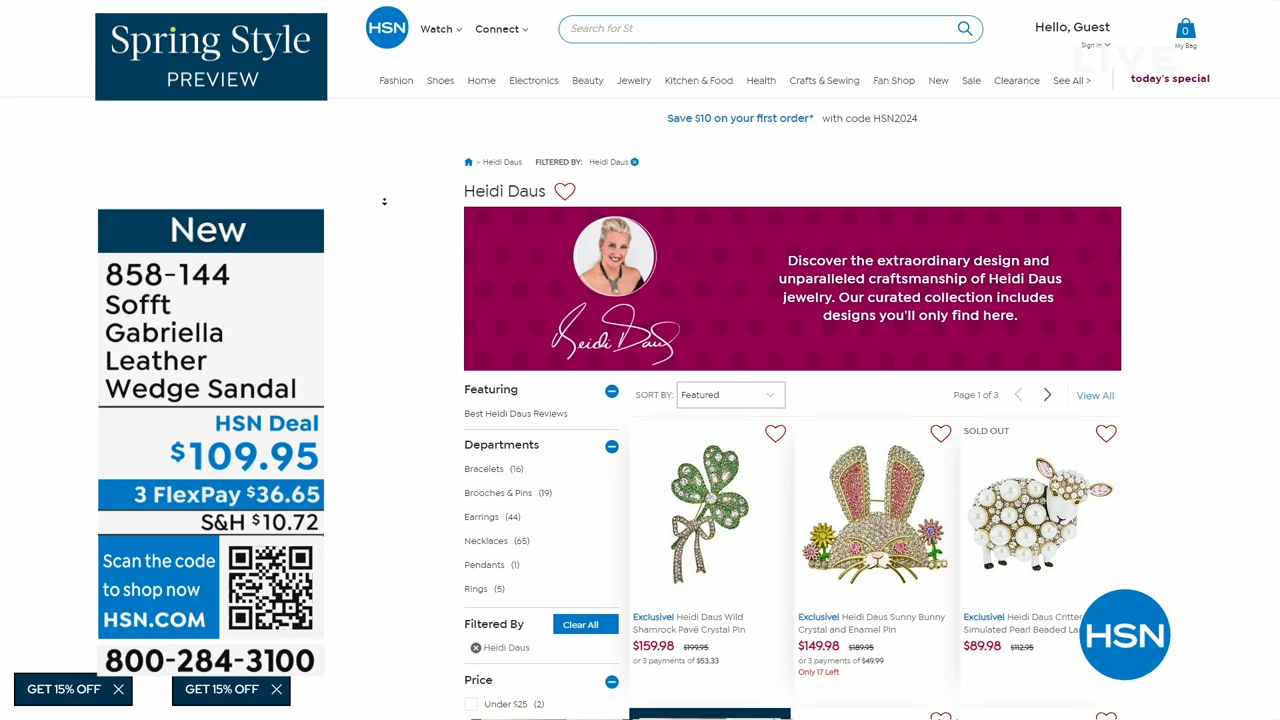 Spring Style
PREVIEW
HSN
Watch
Connect
Search for St
Hello, Guest
Sign In
0
My Bag
LIVE
Fashion
Shoes
Home
Electronics
Beauty
Jewelry
Kitchen & Food
Health
Crafts & Sewing
Fan Shop
New
Sale
Clearance
See All >
today's special
Save $10 on your first order* with code HSN2024
> Heidi Daus FILTERED BY: Heidi Daus
Heidi Daus
Heidi Daus
Discover the extraordinary design and
unparalleled craftsmanship of Heidi Daus
jewelry. Our curated collection includes
designs you'll only find here.
New
858-144
Sofft
Gabriella
Leather
Wedge Sandal
HSN Deal
$109.95
3 FlexPay $36.65
S&H $10.72
Scan the code
to shop now
HSN.COM
800-284-3100
GET 15% OFF
GET 15% OFF
Featuring
Best Heidi Daus Reviews
Departments
Bracelets (16)
Brooches & Pins (19)
Earrings (44)
Necklaces (65)
Pendants (1)
Rings (5)
Filtered By
Clear All
Heidi Daus
Price
Under $25 (2)
SORT BY: Featured
Page 1 of 3
View All
Exclusive! Heidi Daus Wild
Shamrock Pavé Crystal Pin
$159.98 $199.95
or 3 payments of $53.33
Exclusive! Heidi Daus Sunny Bunny
Crystal and Enamel Pin
$149.98 $189.95
or 3 payments of $49.99
Only 17 Left
SOLD OUT
Exclusive! Heidi Daus Critter
Simulated Pearl Beaded La
$89.98 $112.95
HSN